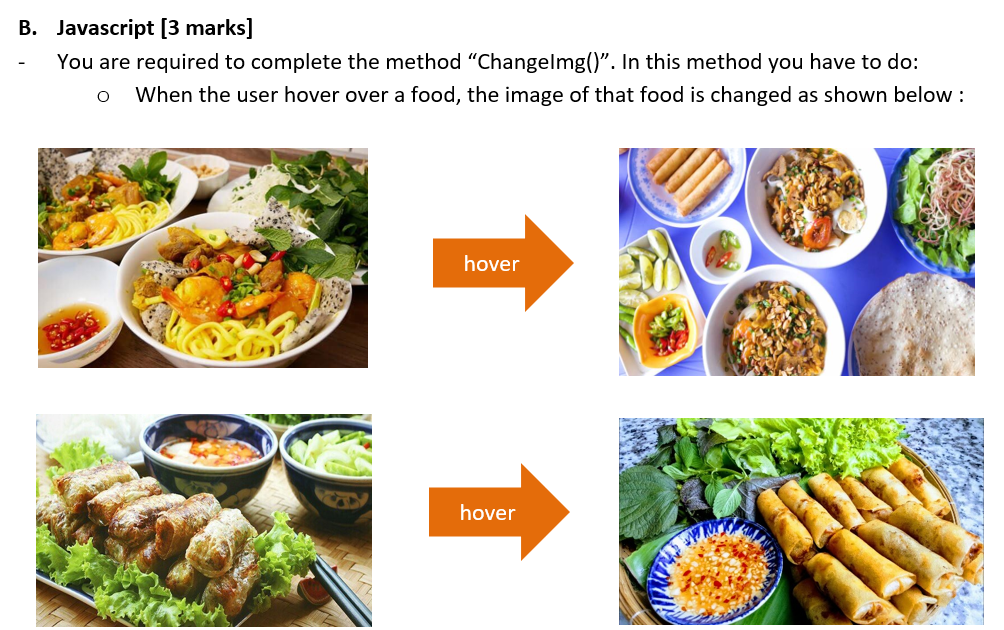 B. Javascript [3 marks]
- You are required to complete the method “ChangeImg()”. In this method you have to do:
o When the user hover over a food, the image of that food is changed as shown below :
hover
hover